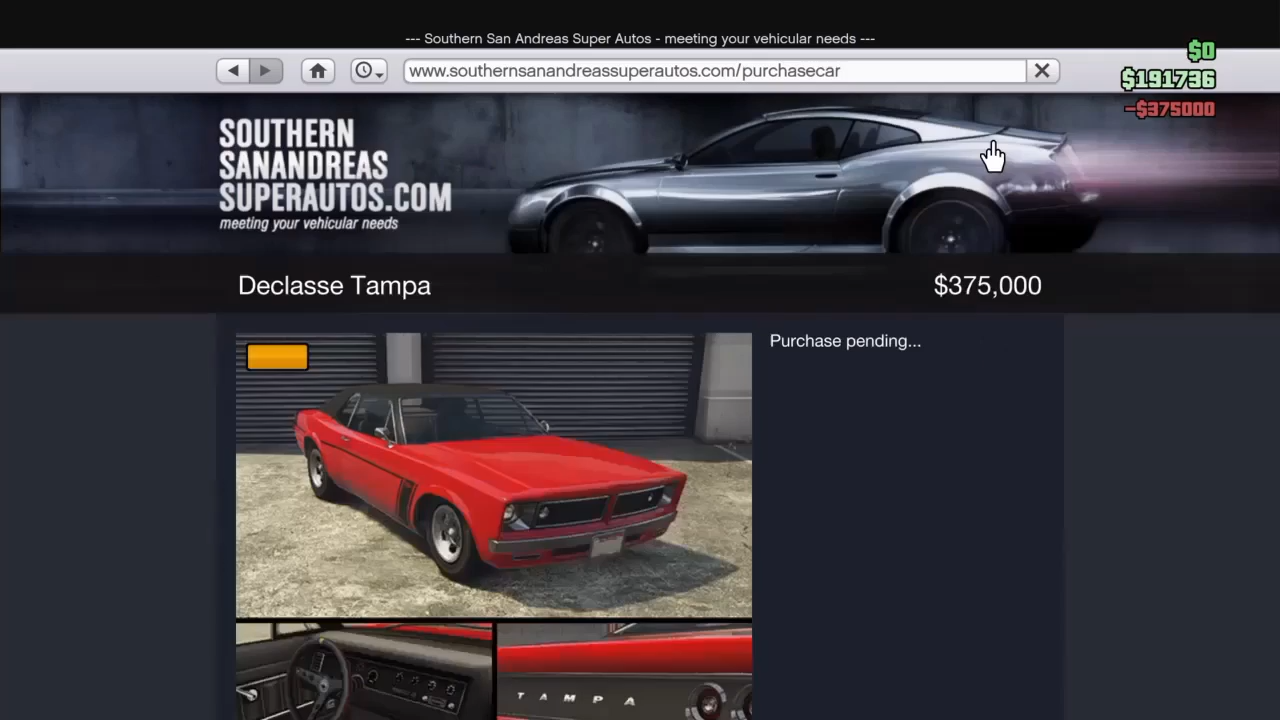 --- Southern San Andreas Super Autos - meeting your vehicular needs ---
$0
www.southernsanandreassuperautos.com/purchasecar
$191736
-$375000
SOUTHERN
SANANDREAS
SUPERAUTOS.COM
meeting your vehicular needs
Declasse Tampa
$375,000
Purchase pending...
TAMPA